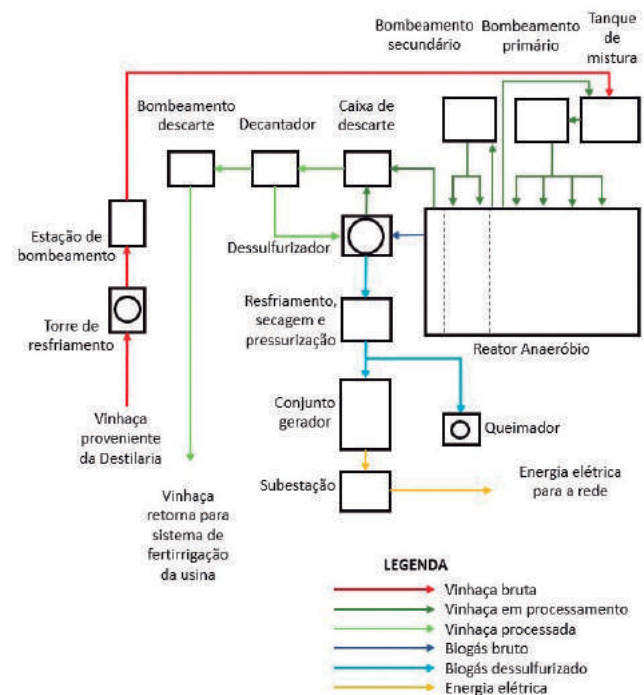 Bombeamento
secundário
Bombeamento
primário
Tanque
de
mistura
Bombeamento
descarte
Decantador
Caixa de
descarte
Estação de
bombeamento
Dessulfurizador
Torre de
resfriamento
Resfriamento,
secagem e
pressurização
Reator Anaeróbio
Vinhaça
proveniente
da Destilaria
Conjunto
gerador
Queimador
Subestação
Energia elétrica
para a rede
Vinhaça
retorna para
sistema de
fertirrigação
da usina
LEGENDA
Vinhaça bruta
Vinhaça em processamento
Vinhaça processada
Biogás bruto
Biogás dessulfurizado
Energia elétrica